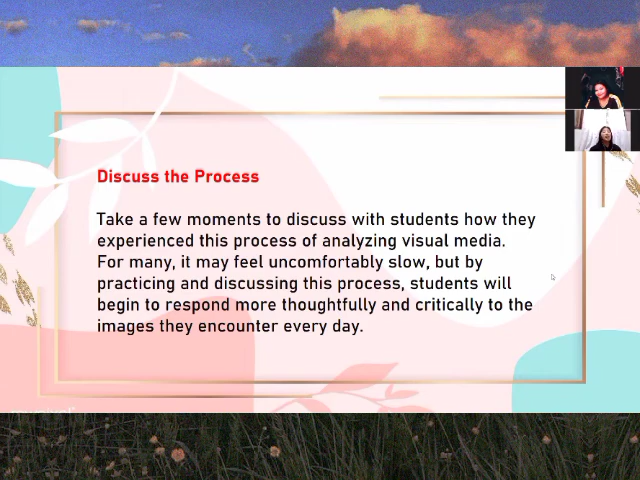 Discuss the Process
Take a few moments to discuss with students how they
experienced this process of analyzing visual media.
For many, it may feel uncomfortably slow, but by
practicing and discussing this process, students will
begin to respond more thoughtfully and critically to the
images they encounter every day.